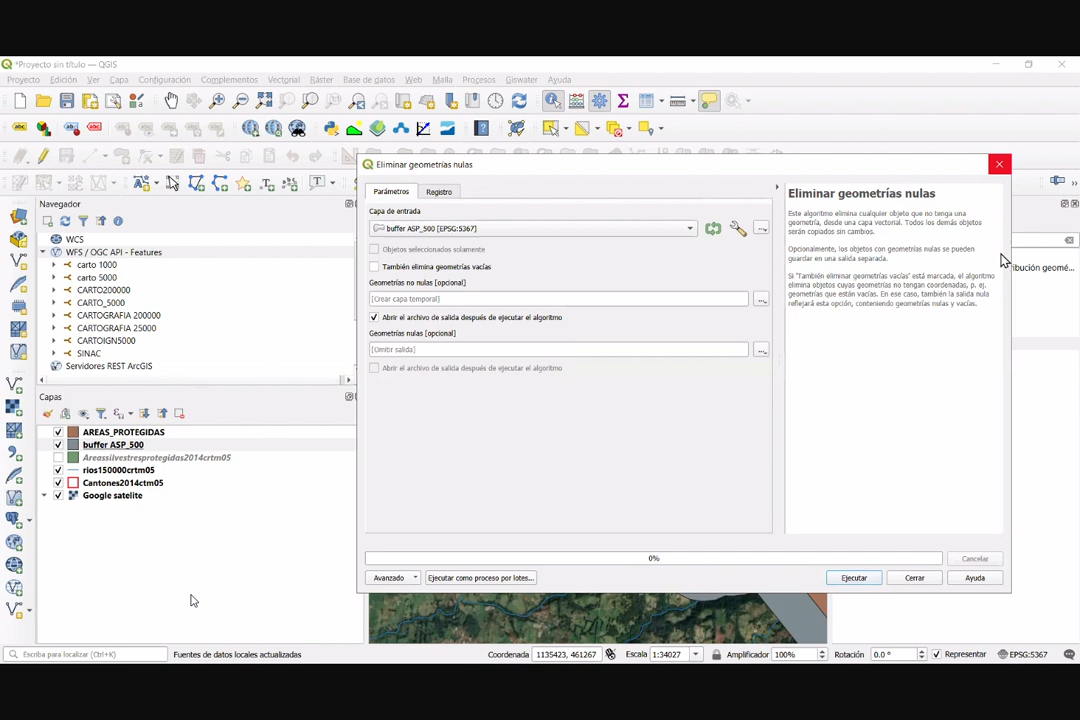 *Proyecto sin título — QGIS
Proyecto Edición Ver Capa Configuración Complementos Vectorial Ráster Base de datos Web Malla Procesos Giswater Ayuda
Eliminar geometrías nulas
Navegador
WCS
WFS / OGC API - Features
carto 1000
carto 5000
CARTO200000
CARTO_5000
CARTOGRAFIA 200000
CARTOGRAFIA 25000
CARTOIGN5000
SINAC
Servidores REST ArcGIS
Capas
AREAS_PROTEGIDAS
buffer ASP_500
Areassilvestresprotegidas2014crtm05
rios150000crtm05
Cantones2014crtm05
Google satelite
Parámetros Registro
Capa de entrada
buffer ASP_500 [EPSG:5367]
Objetos seleccionados solamente
También elimina geometrías vacías
Geometrías no nulas [opcional]
[Crear capa temporal]
Abrir el archivo de salida después de ejecutar el algoritmo
Geometrías nulas [opcional]
[Omitir salida]
Abrir el archivo de salida después de ejecutar el algoritmo
Eliminar geometrías nulas
Este algoritmo elimina cualquier objeto que no tenga una
geometría, desde una capa vectorial. Todos los demás objetos
serán copiados sin cambios.
Opcionalmente, los objetos con geometrías nulas se pueden
guardar en una salida separada.
Si 'También eliminar geometrías vacías' está marcada, el algoritmo
elimina objetos cuyas geometrías no tengan coordenadas, p. ej.
geometrías que están vacías. En ese caso, también la salida nula
reflejará esta opción, conteniendo geometrías nulas y vacías.
ribución geomé...
0%
Cancelar
Avanzado Ejecutar como proceso por lotes... Ejecutar Cerrar Ayuda
Escriba para localizar (Ctrl+K) Fuentes de datos locales actualizadas Coordenada 1135423, 461267 Escala 1:34027 Amplificador 100% Rotación 0.0 ° Representar EPSG:5367